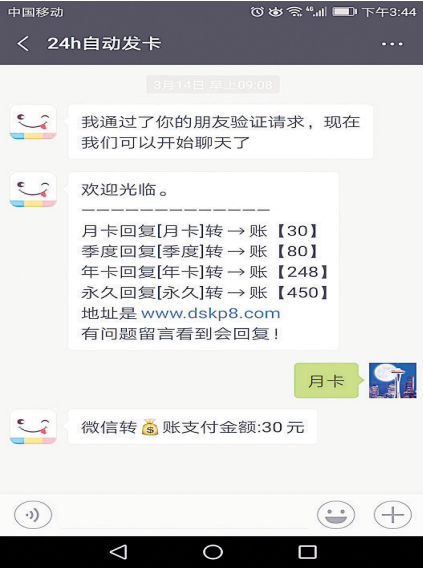 中国移动 下午3:44
24h自动发卡
3月14日 早上09:08
我通过了你的朋友验证请求，现在
我们可以开始聊天了
欢迎光临。
—————————————
月卡回复[月卡]转→账【30】
季度回复[季度]转→账【80】
年卡回复[年卡]转→账【248】
永久回复[永久]转→账【450】
地址是 www.dskp8.com
有问题留言看到会回复！
月卡
微信转💰账支付金额:30 元